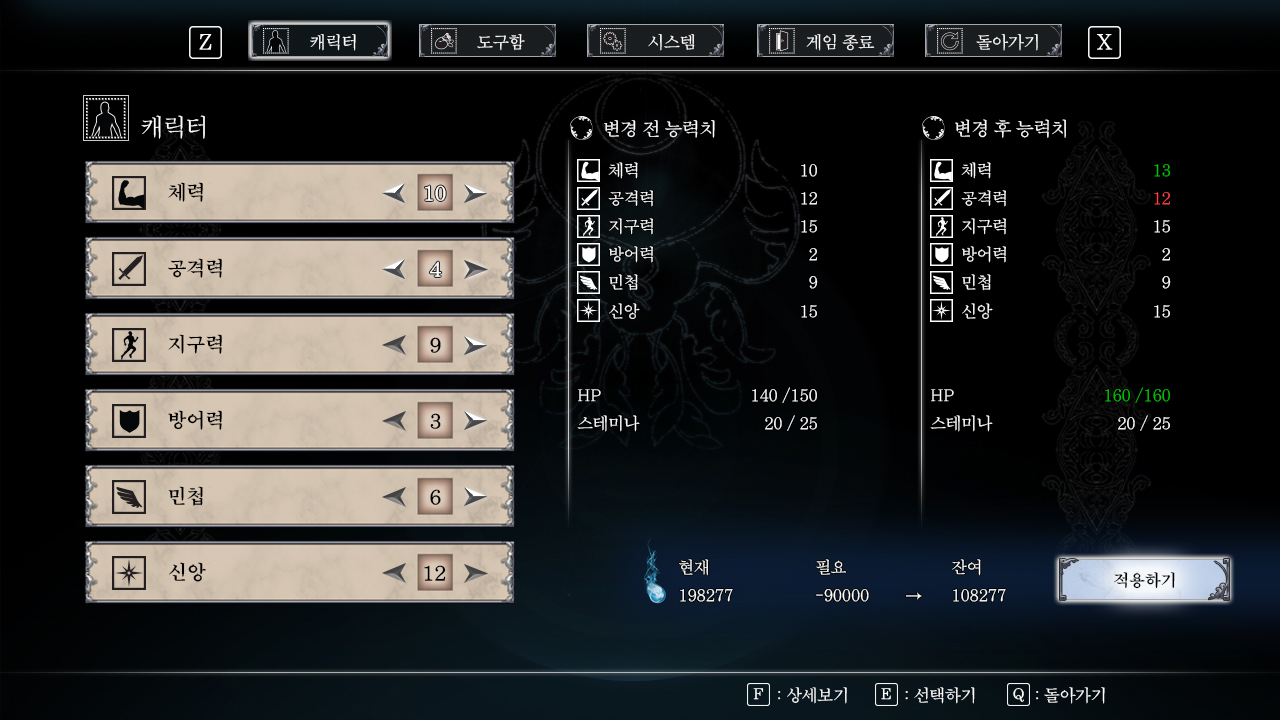 Z 캐릭터 도구함 시스템 게임 종료 돌아가기 X
캐릭터
체력 10
공격력 4
지구력 9
방어력 3
민첩 6
신앙 12
변경 전 능력치
체력 10
공격력 12
지구력 15
방어력 2
민첩 9
신앙 15
HP 140 /150
스테미나 20 / 25
변경 후 능력치
체력 13
공격력 12
지구력 15
방어력 2
민첩 9
신앙 15
HP 160 /160
스테미나 20 / 25
현재 필요 잔여
198277 -90000 → 108277
적용하기
F : 상세보기 E : 선택하기 Q : 돌아가기